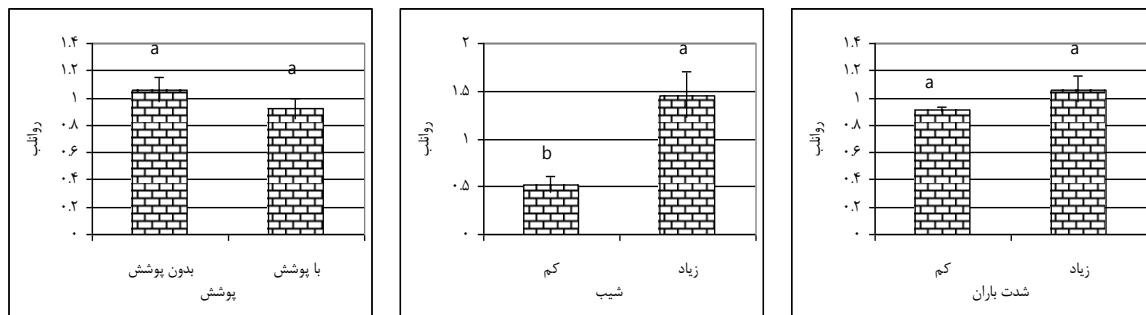 ۱.۴
۱.۲
۱
۰.۸
۰.۶
۰.۴
۰.۲
۰
رواناب
a
a
بدون پوشش
با پوشش
پوشش
۲
۱.۵
۱
۰.۵
۰
رواناب
b
a
کم
زیاد
شیب
۱.۴
۱.۲
۱
۰.۸
۰.۶
۰.۴
۰.۲
۰
رواناب
a
a
کم
زیاد
شدت باران